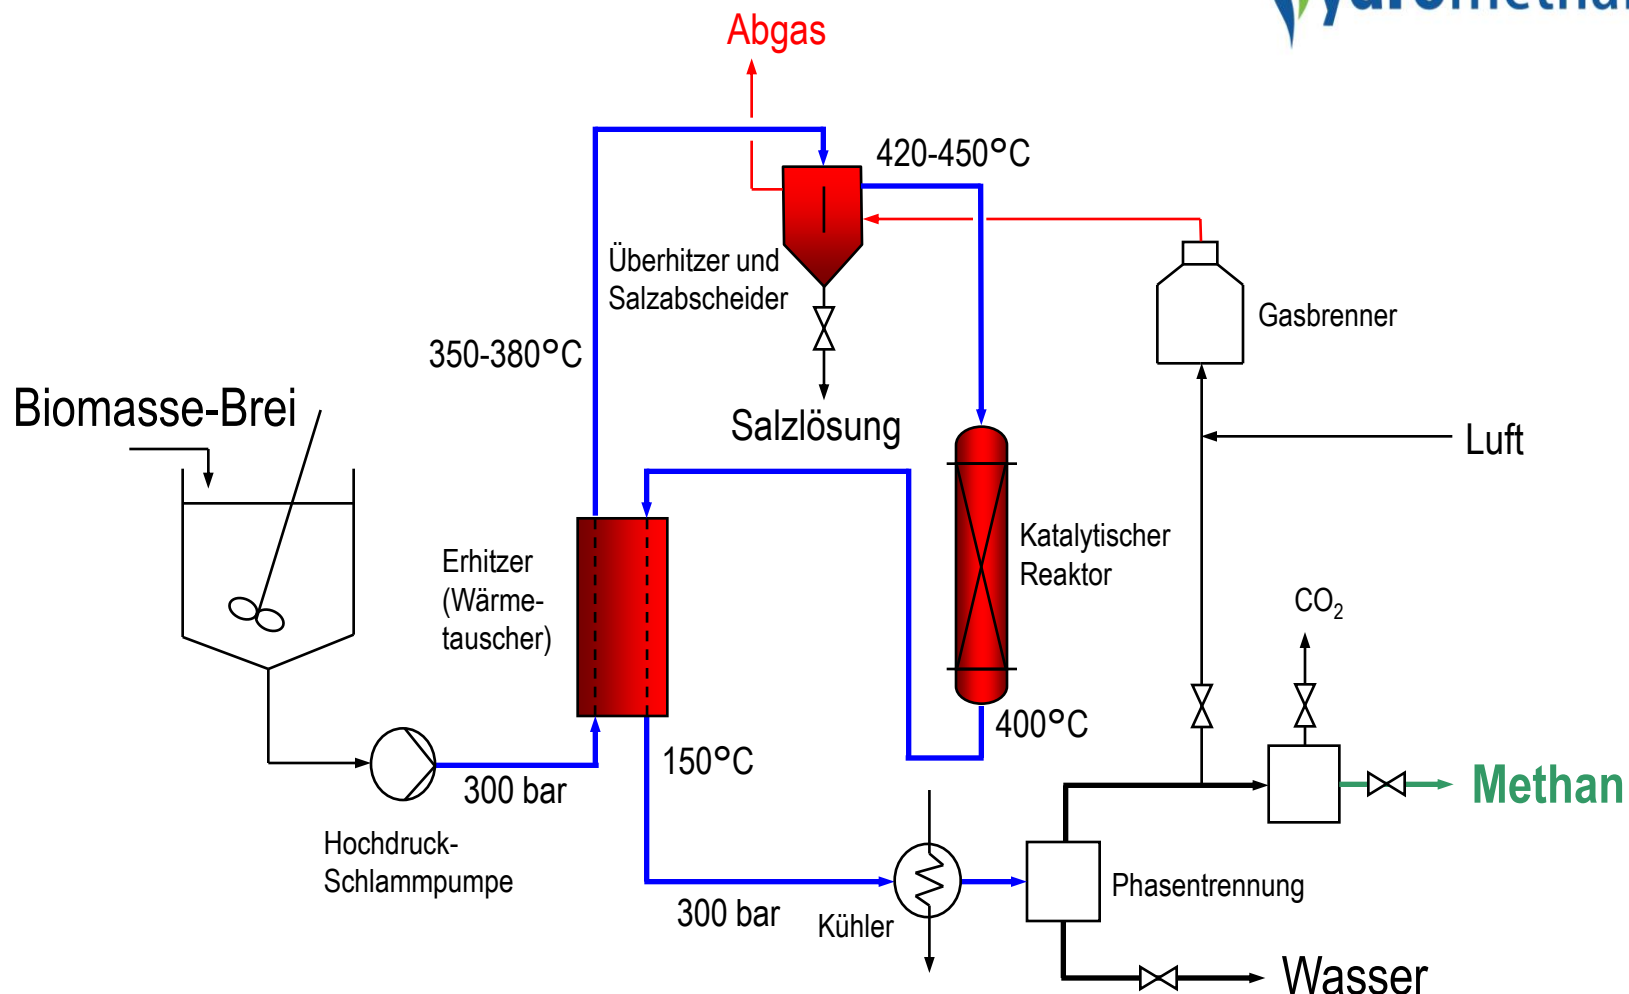 Abgas
420-450°C
Überhitzer und
Salzabscheider
Gasbrenner
350-380°C
Biomasse-Brei
Salzlösung
Luft
Erhitzer
(Wärme-
tauscher)
Katalytischer
Reaktor
CO₂
400°C
150°C
300 bar
Methan
Hochdruck-
Schlammpumpe
Phasentrennung
300 bar
Kühler
Wasser